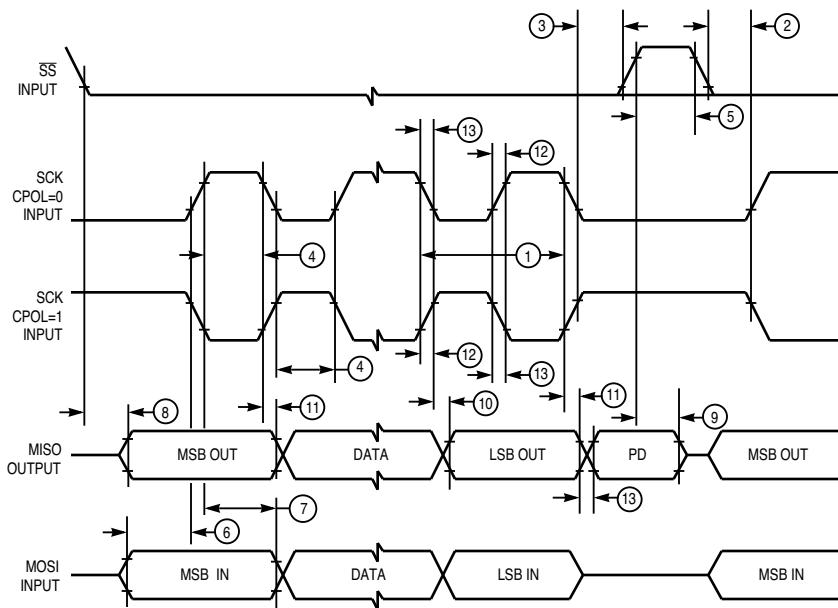 3
2
SS
INPUT
5
13
12
SCK
CPOL=0
INPUT
4
1
SCK
CPOL=1
INPUT
12
4
13
8
11
10
11
9
MISO
OUTPUT
MSB OUT
DATA
LSB OUT
PD
MSB OUT
7
13
6
MOSI
INPUT
MSB IN
DATA
LSB IN
MSB IN